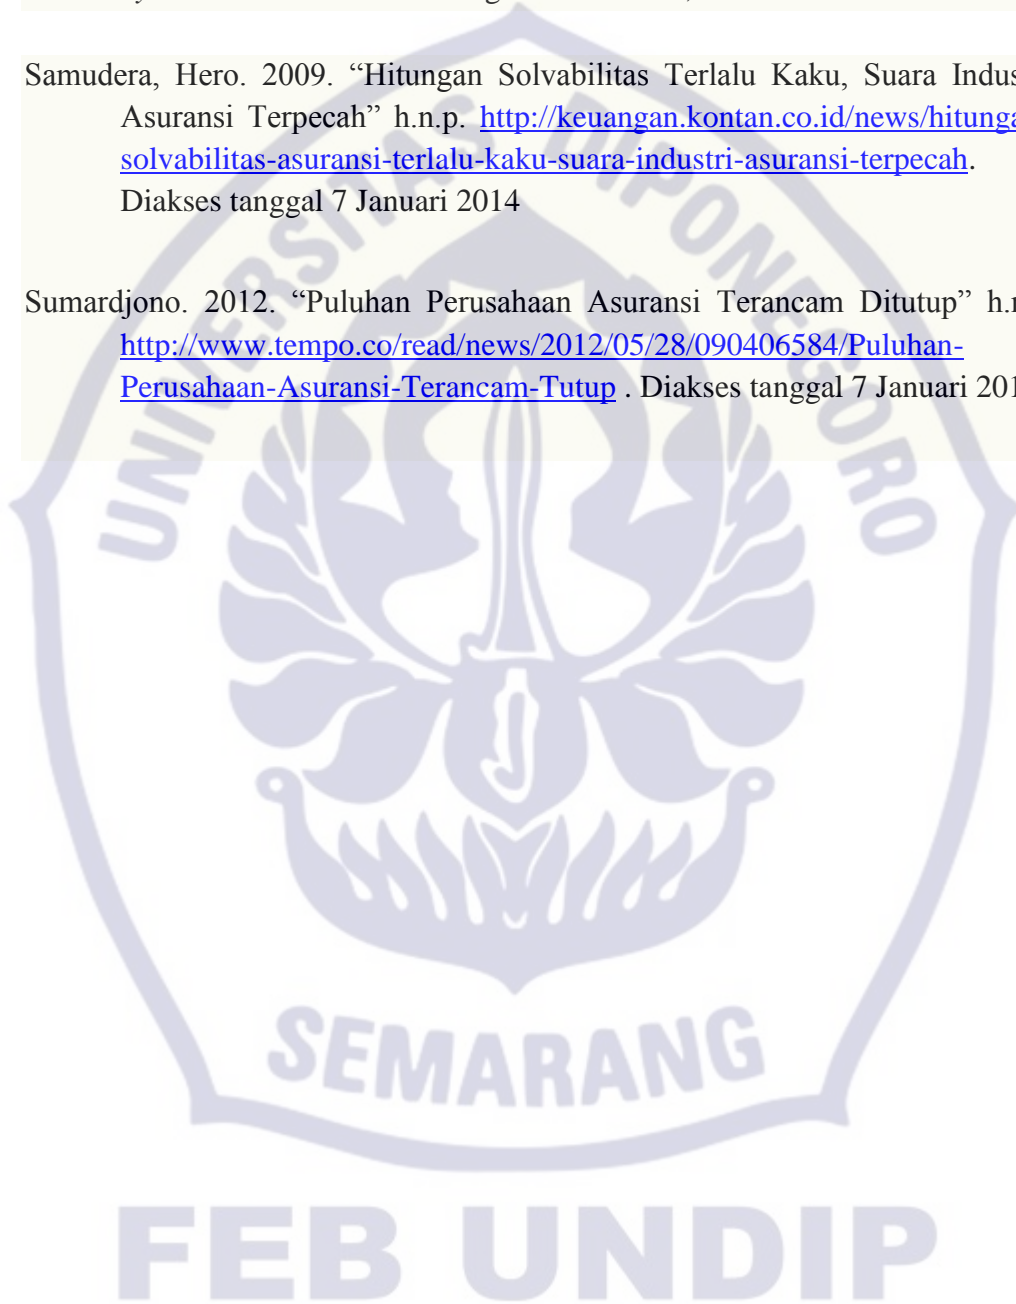 Samudera, Hero. 2009. “Hitungan Solvabilitas Terlalu Kaku, Suara
Asuransi Terpecah” h.n.p. http://keuangan.kontan.co.id/news/
solvabilitas-asuransi-terlalu-kaku-suara-industri-asuransi-terpecah.
Diakses tanggal 7 Januari 2014
Sumardjono. 2012. “Puluhan Perusahaan Asuransi Terancam Ditutup”
http://www.tempo.co/read/news/2012/05/28/090406584/Puluhan-
Perusahaan-Asuransi-Terancam-Tutup . Diakses tanggal 7 Januari
UNIVERSITAS DIPONEGORO
SEMARANG
FEB UNDIP